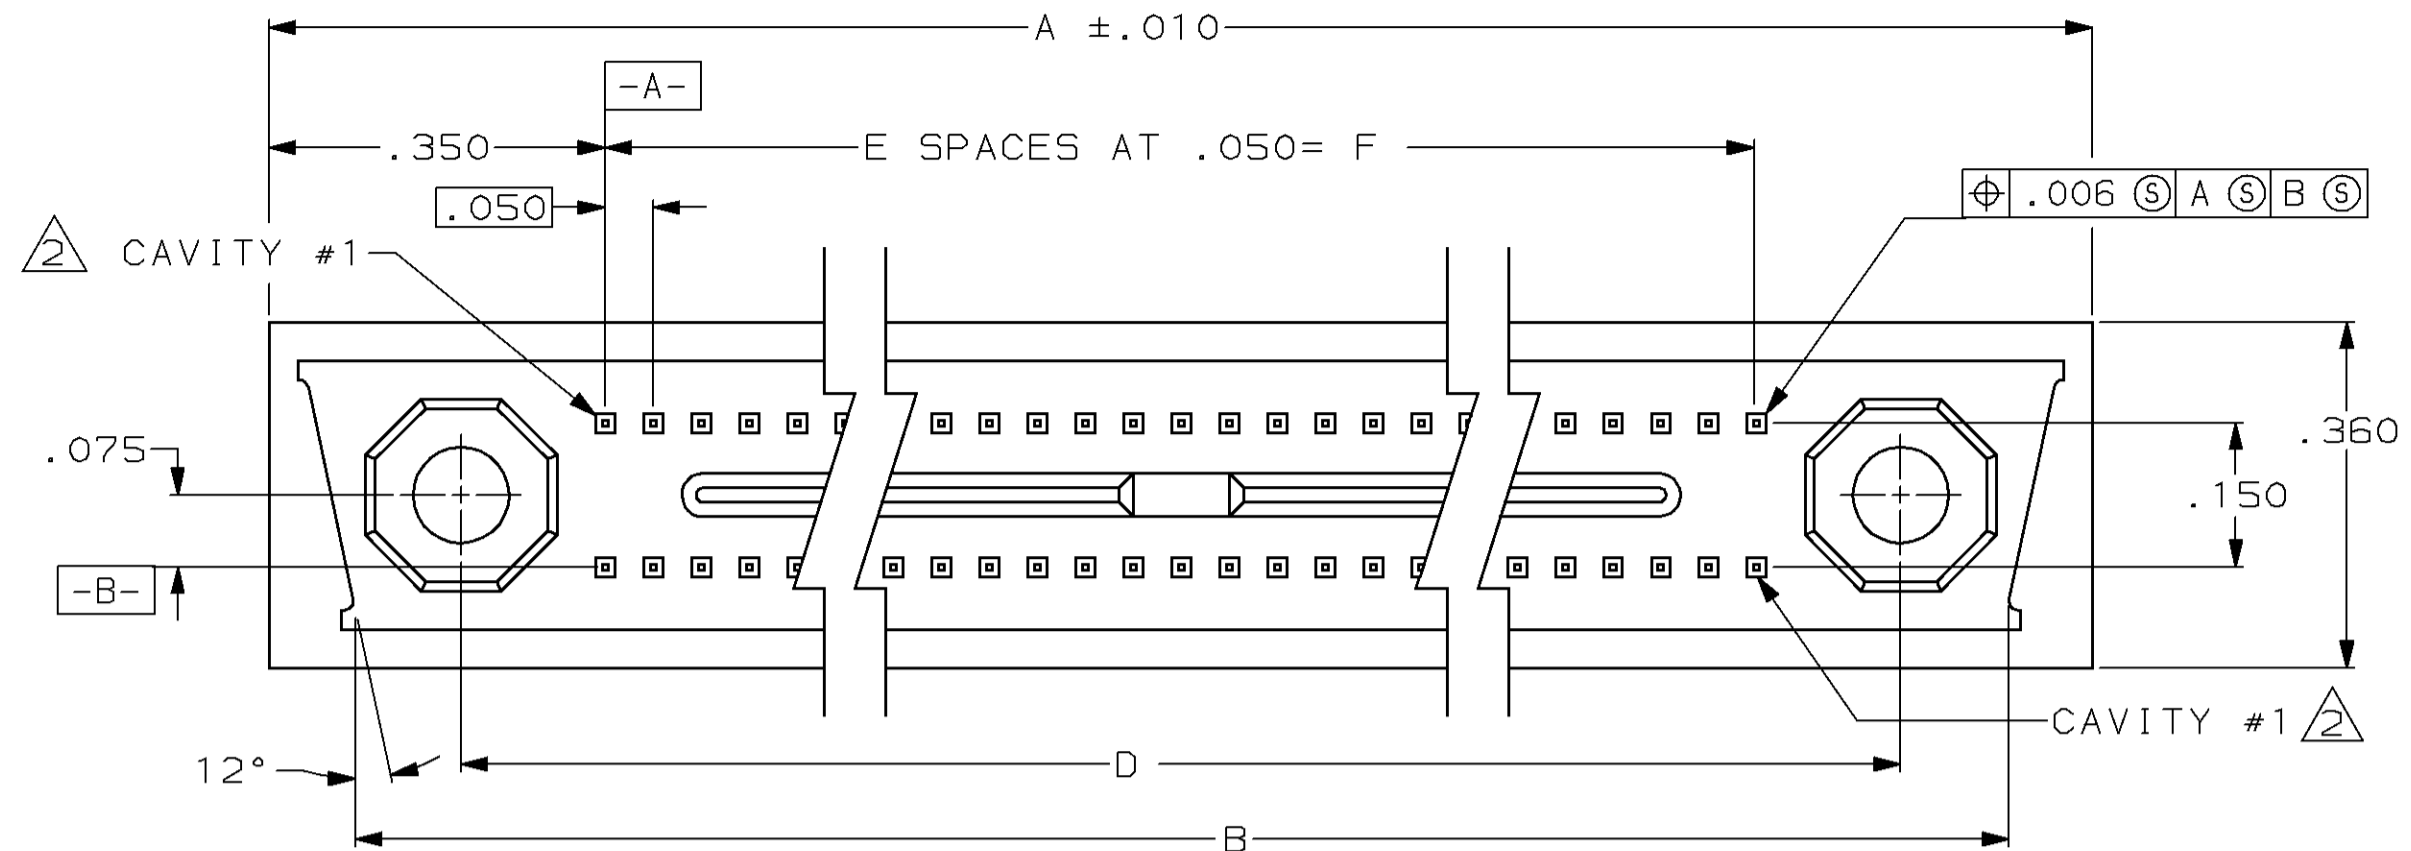 A ±.010
-A-
.350
E SPACES AT .050= F
.050
⌖ .006 Ⓢ A Ⓢ B Ⓢ
2 CAVITY #1
.075
.360
.150
-B-
CAVITY #1 2
12°
D
B